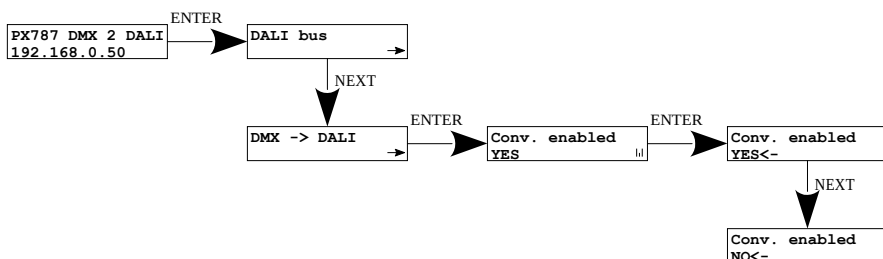 ENTER
PX787 DMX 2 DALI
192.168.0.50
DALI bus
NEXT
DMX -> DALI
ENTER
Conv. enabled
YES
ENTER
Conv. enabled
YES<-
NEXT
Conv. enabled
NO<-